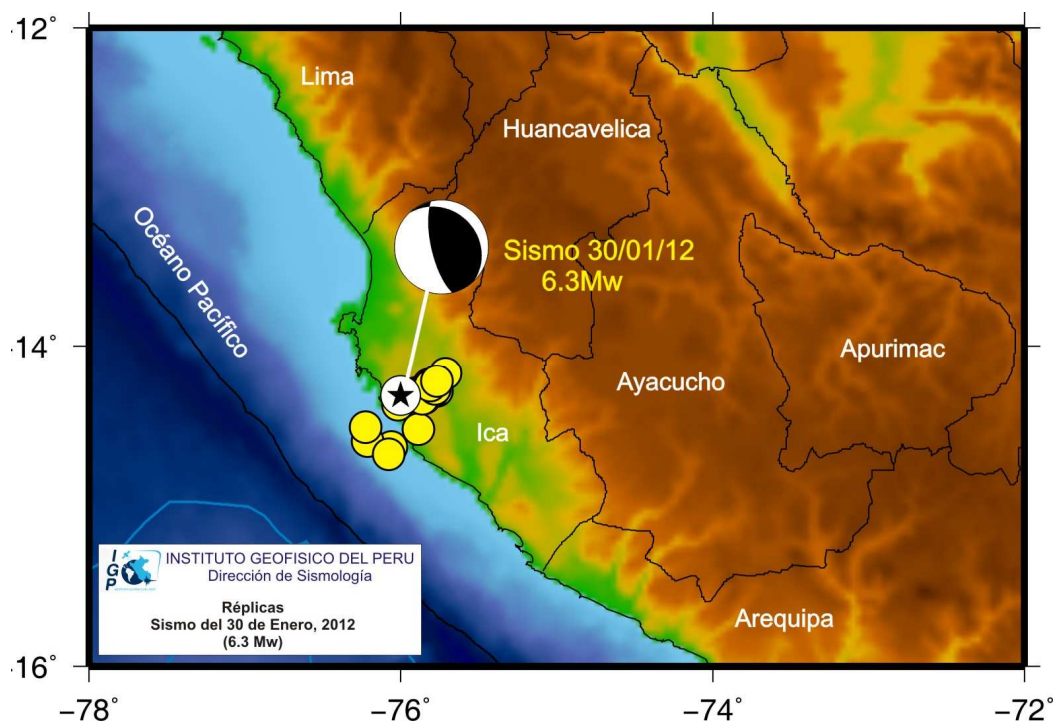 -12°
Lima
Huancavelica
Océano Pacífico
Sismo 30/01/12
6.3Mw
-14°
Apurimac
Ayacucho
Ica
IGP
INSTITUTO GEOFISICO DEL PERU
Dirección de Sismología
Réplicas
Sismo del 30 de Enero, 2012
(6.3 Mw)
Arequipa
-16°
-78°
-76°
-74°
-72°